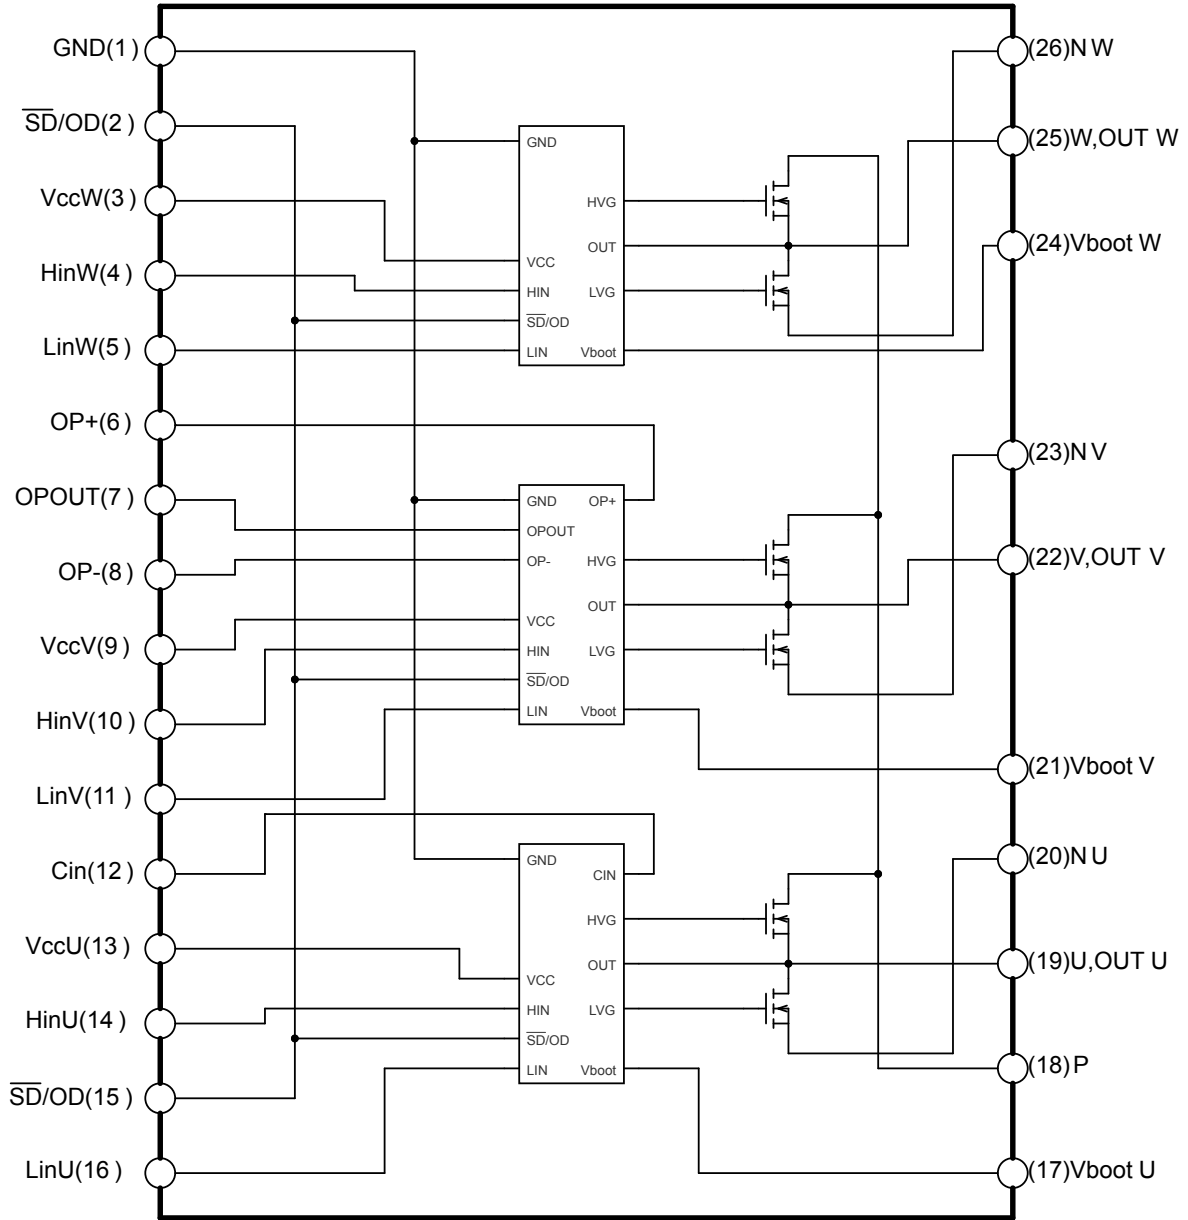 GND(1)
SD/OD(2)
VccW(3)
HinW(4)
LinW(5)
OP+(6)
OPOUT(7)
OP-(8)
VccV(9)
HinV(10)
LinV(11)
Cin(12)
VccU(13)
HinU(14)
SD/OD(15)
LinU(16)
GND
HVG
OUT
VCC
HIN
LVG
SD/OD
LIN
Vboot
GND
OP+
OPOUT
OP-
HVG
OUT
VCC
HIN
LVG
SD/OD
LIN
Vboot
GND
CIN
HVG
OUT
VCC
HIN
LVG
SD/OD
LIN
Vboot
(26)N W
(25)W,OUT W
(24)Vboot W
(23)N V
(22)V,OUT V
(21)Vboot V
(20)N U
(19)U,OUT U
(18)P
(17)Vboot U